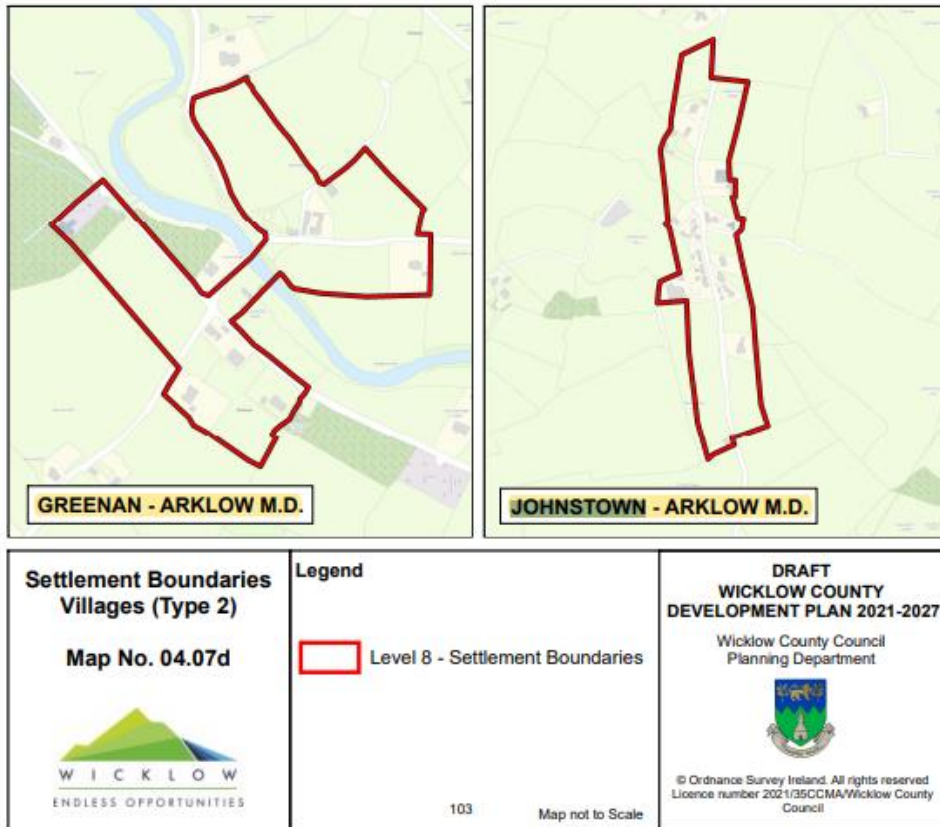 GREENAN - ARKLOW M.D.
JOHNSTOWN - ARKLOW M.D.
Settlement Boundaries
Villages (Type 2)
Map No. 04.07d
WICKLOW
ENDLESS OPPORTUNITIES
Legend
Level 8 - Settlement Boundaries
103
Map not to Scale
DRAFT
WICKLOW COUNTY
DEVELOPMENT PLAN 2021-2027
Wicklow County Council
Planning Department
© Ordnance Survey Ireland. All rights reserved
Licence number 2021/35CCMA/Wicklow County
Council